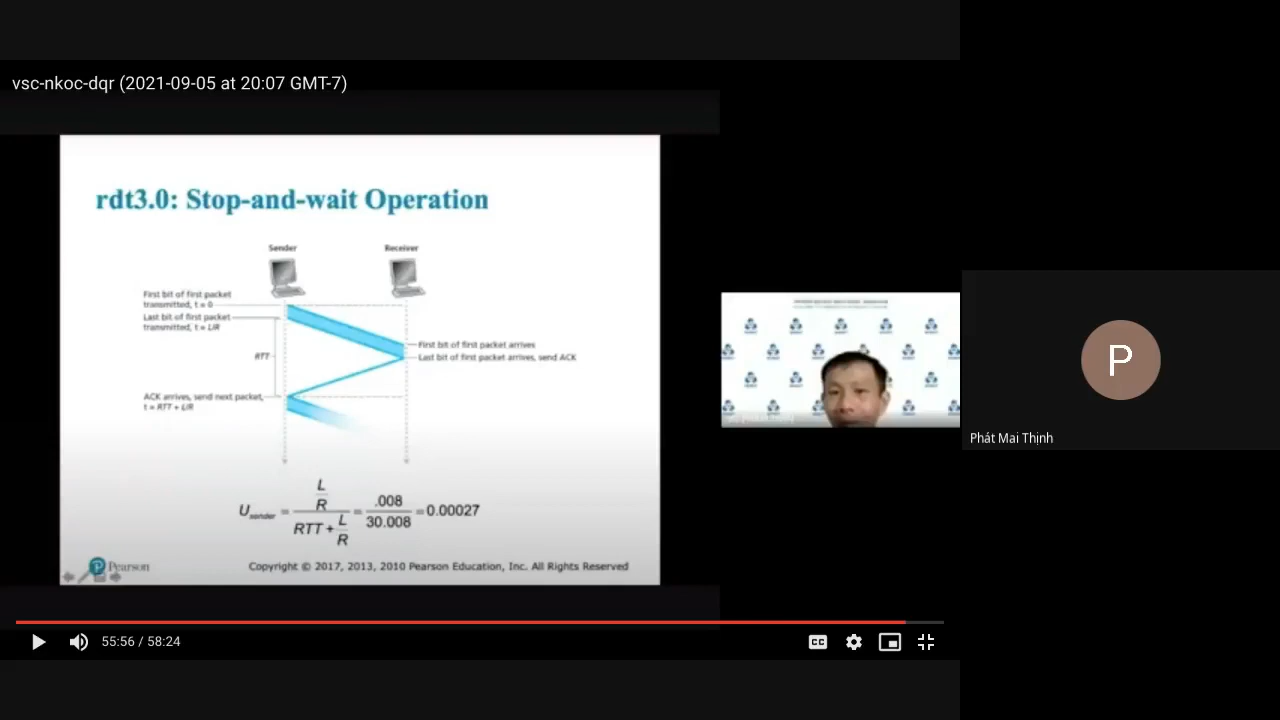 vsc-nkoc-dqr (2021-09-05 at 20:07 GMT-7)
rdt3.0: Stop-and-wait Operation
Sender
Receiver
First bit of first packet
transmitted, t = 0
Last bit of first packet
transmitted, t = L/R
First bit of first packet arrives
Last bit of first packet arrives, send ACK
RTT
ACK arrives, send next packet,
t = RTT + L/R
U sender = (L/R) / (RTT + L/R) = .008 / 30.008 = 0.00027
Pearson
Copyright © 2017, 2013, 2010 Pearson Education, Inc. All Rights Reserved
P
Phát Mai Thịnh
55:56 / 58:24
CC